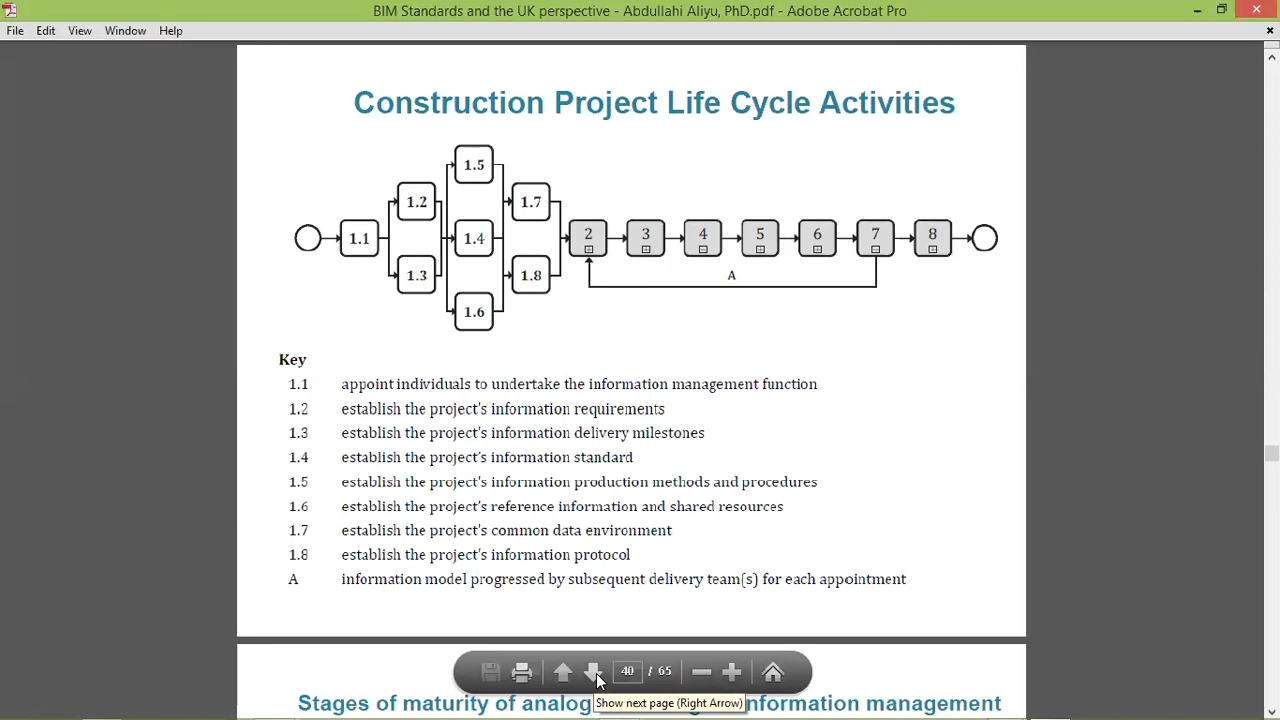 BIM Standards and the UK perspective - Abdullahi Aliyu, PhD.pdf - Adobe Acrobat Pro
File Edit View Window Help
Construction Project Life Cycle Activities
1.5
1.2 1.7
1.1 1.4 2 3 4 5 6 7 8
1.3 1.8 A
1.6
Key
1.1 appoint individuals to undertake the information management function
1.2 establish the project's information requirements
1.3 establish the project's information delivery milestones
1.4 establish the project's information standard
1.5 establish the project's information production methods and procedures
1.6 establish the project's reference information and shared resources
1.7 establish the project's common data environment
1.8 establish the project's information protocol
A information model progressed by subsequent delivery team(s) for each appointment
40 / 65
Show next page (Right Arrow)
Stages of maturity of information management